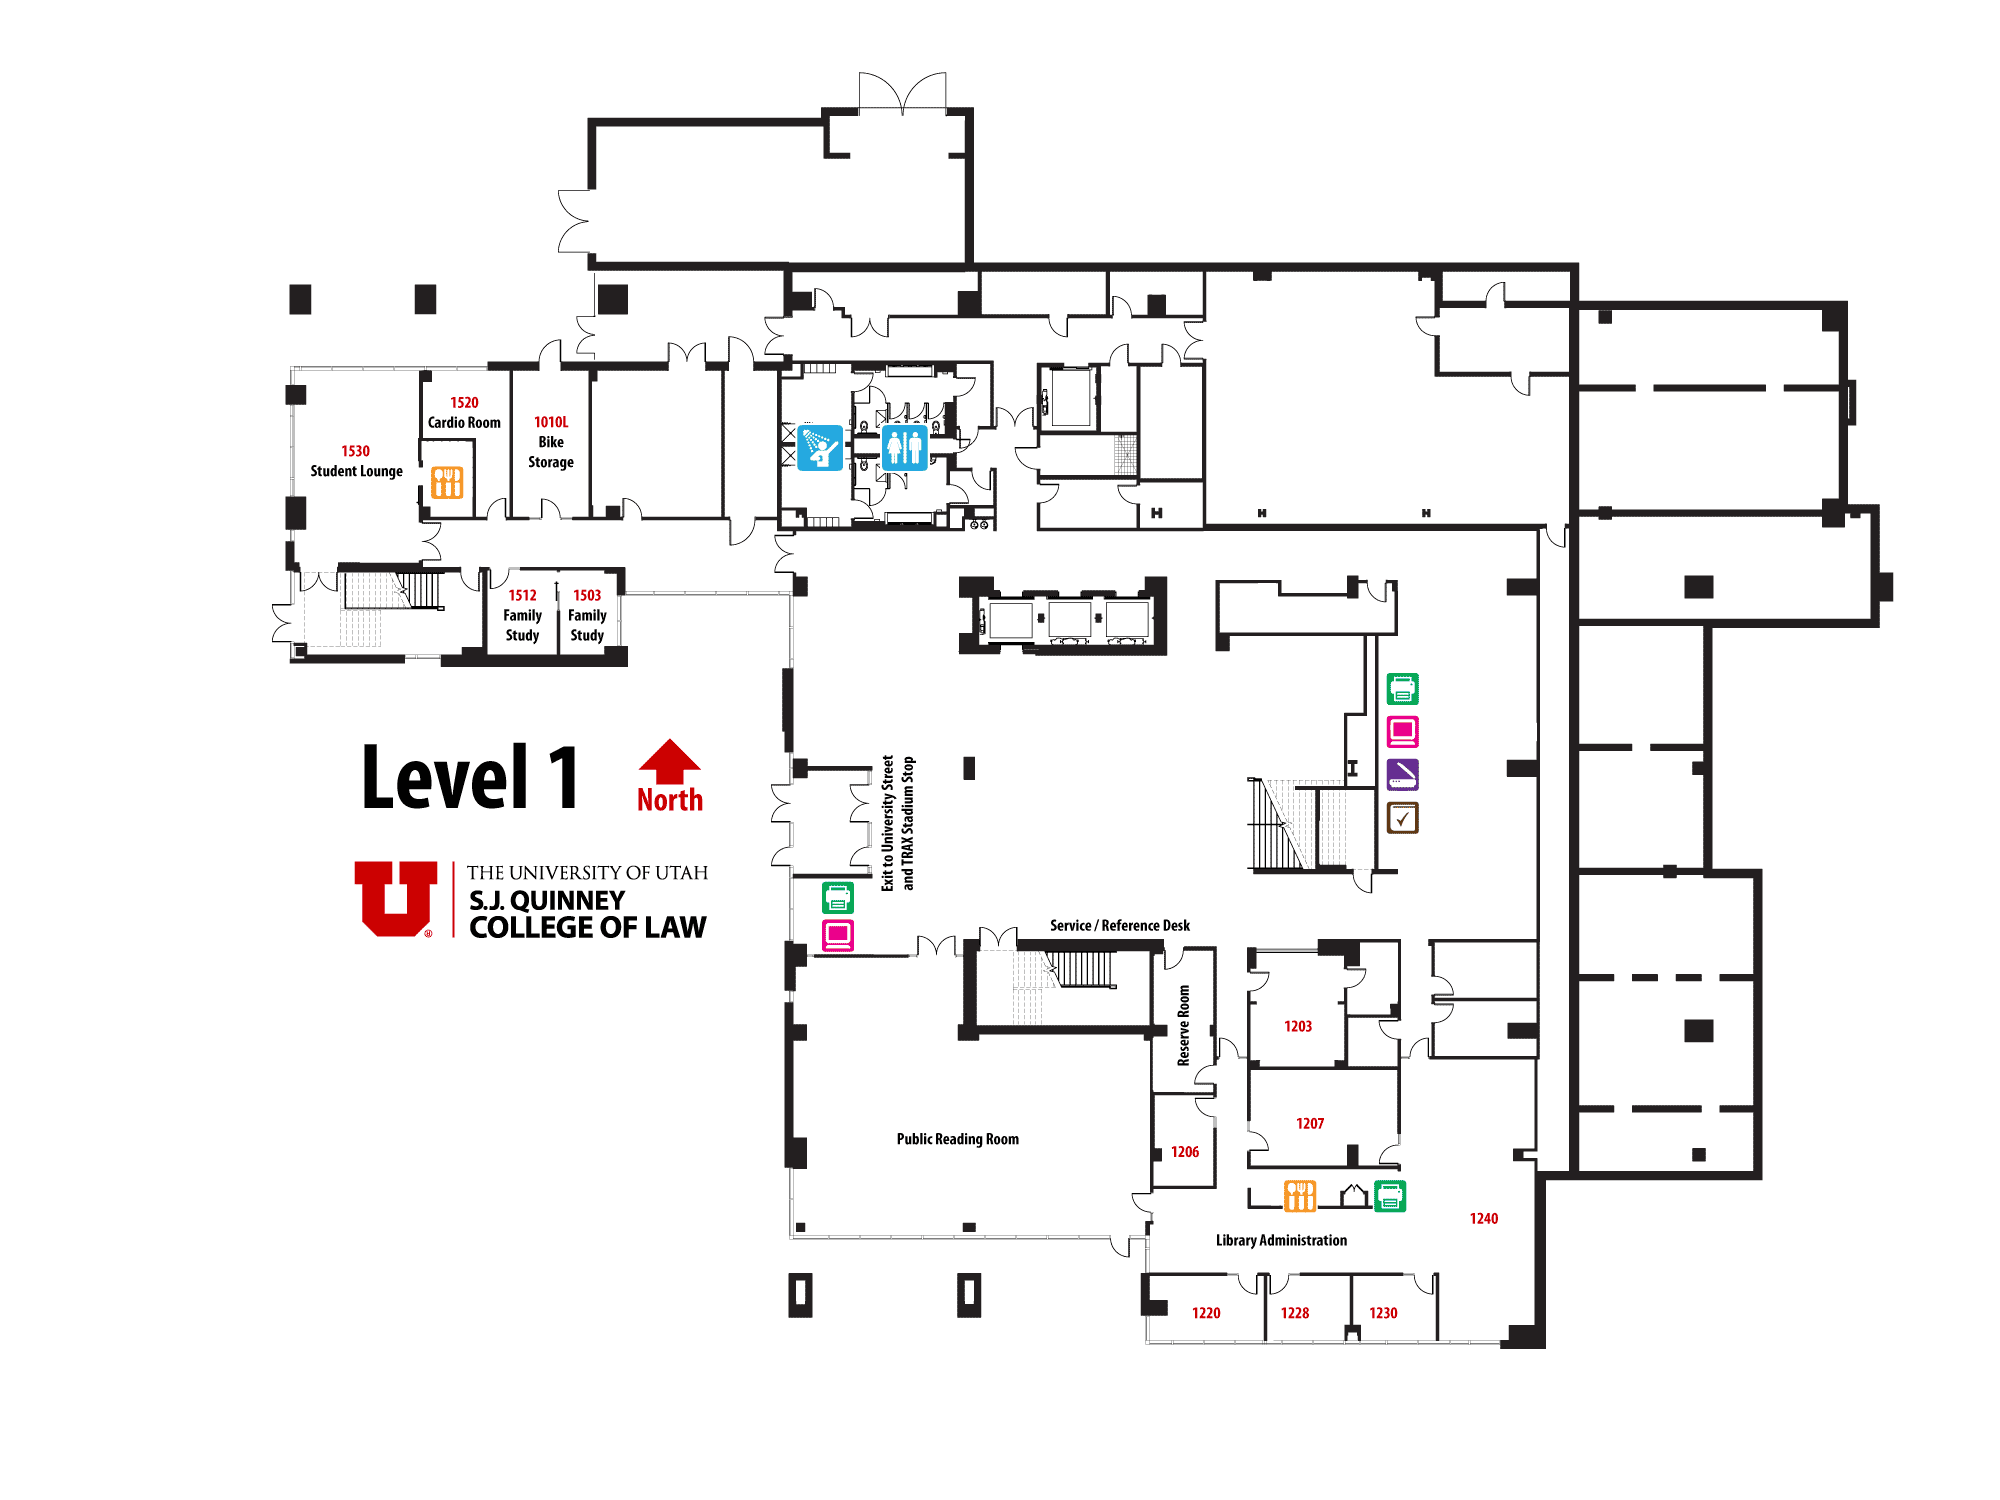 1520
Cardio Room
1010L
Bike
Storage
1530
Student Lounge
1512
Family
Study
1503
Family
Study
Level 1
North
THE UNIVERSITY OF UTAH
S.J. QUINNEY
COLLEGE OF LAW
Exit to University Street
and TRAX Stadium Stop
Service / Reference Desk
Reserve Room
1203
1207
1206
Public Reading Room
1240
Library Administration
1220
1228
1230